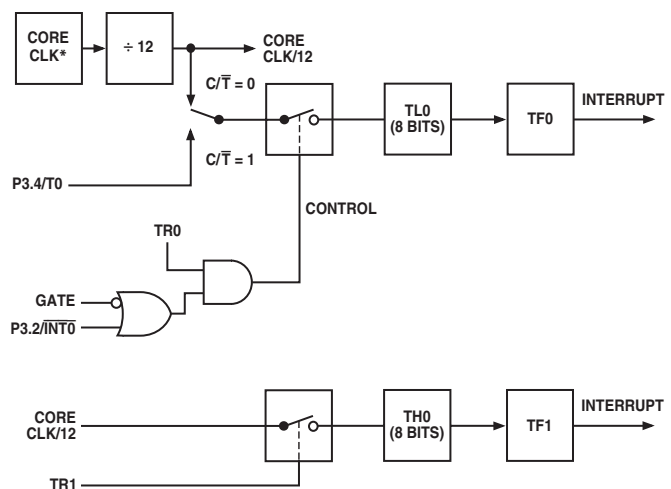 CORE
CLK*
÷ 12
CORE
CLK/12
C/T̅ = 0
C/T̅ = 1
P3.4/T0
TL0
(8 BITS)
TF0
INTERRUPT
CONTROL
TR0
GATE
P3.2/I̅N̅T̅0̅
CORE
CLK/12
TH0
(8 BITS)
TF1
INTERRUPT
TR1